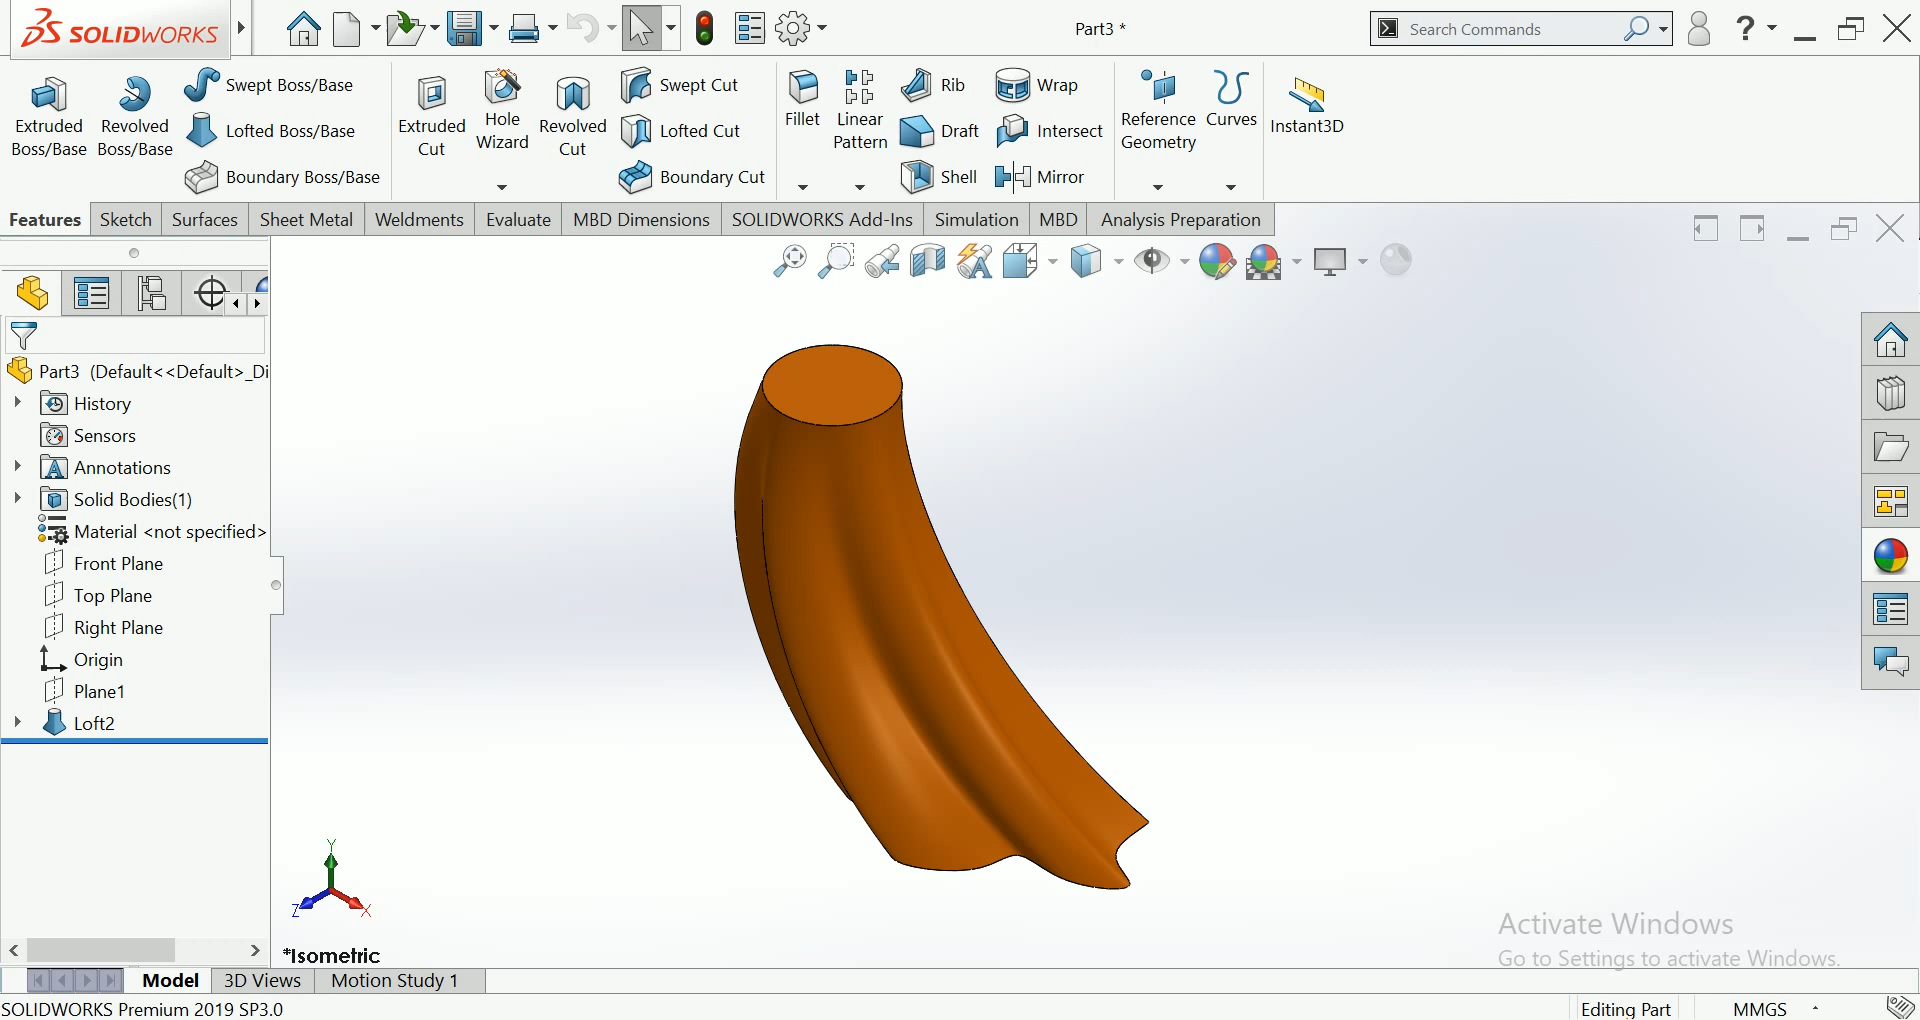 SOLIDWORKS
Part3 *
Search Commands
?
Extruded Boss/Base
Revolved Boss/Base
Swept Boss/Base
Lofted Boss/Base
Boundary Boss/Base
Extruded Cut
Hole Wizard
Revolved Cut
Swept Cut
Lofted Cut
Boundary Cut
Fillet
Linear Pattern
Rib
Draft
Shell
Wrap
Intersect
Mirror
Reference Geometry
Curves
Instant3D
Features
Sketch
Surfaces
Sheet Metal
Weldments
Evaluate
MBD Dimensions
SOLIDWORKS Add-Ins
Simulation
MBD
Analysis Preparation
Part3 (Default<<Default>_Di
History
Sensors
Annotations
Solid Bodies(1)
Material <not specified>
Front Plane
Top Plane
Right Plane
Origin
Plane1
Loft2
Y
Z
X
*Isometric
Activate Windows
Go to Settings to activate Windows.
Model
3D Views
Motion Study 1
SOLIDWORKS Premium 2019 SP3.0
Editing Part
MMGS